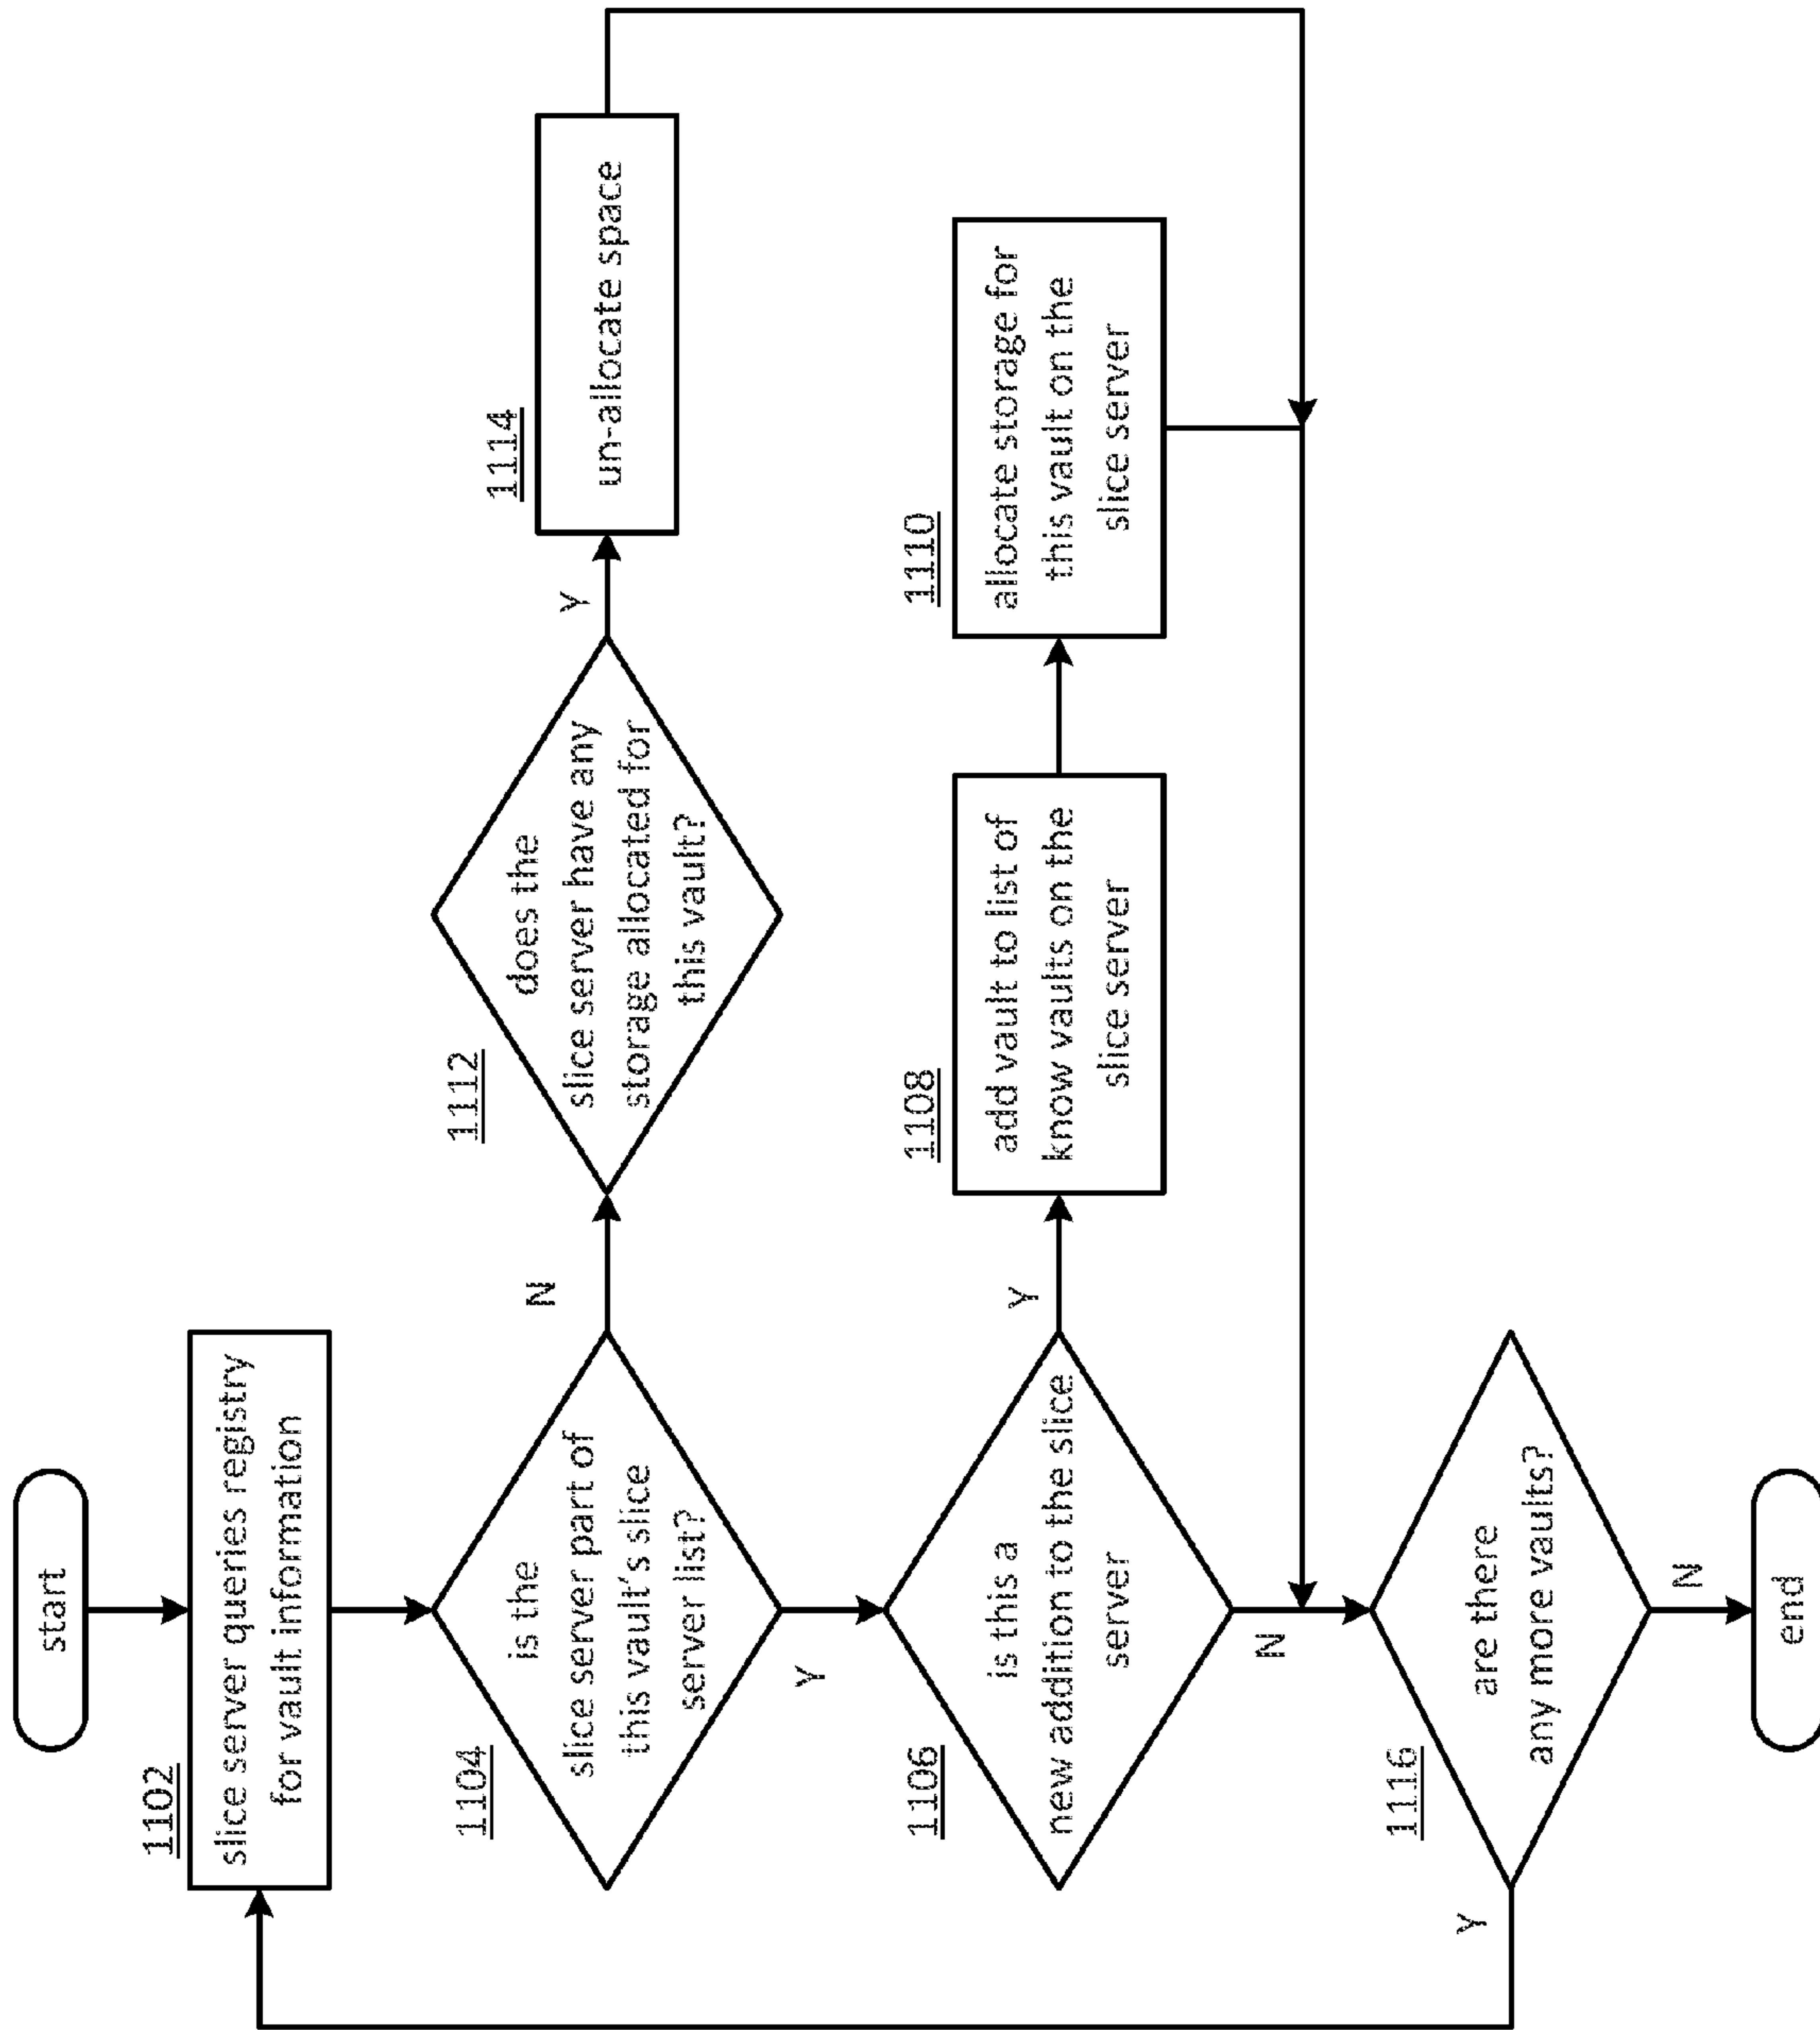 start
1102
slice server queries registry
for vault information
1104
is the
slice server part of
this vault's slice
server list?
N
Y
1112
does the
slice server have any
storage allocated for
this vault?
Y
1114
un-allocate space
1106
is this a
new addition to the slice
server
Y
N
1108
add vault to list of
know vaults on the
slice server
1110
allocate storage for
this vault on the
slice server
1116
are there
any more vaults?
Y
N
end